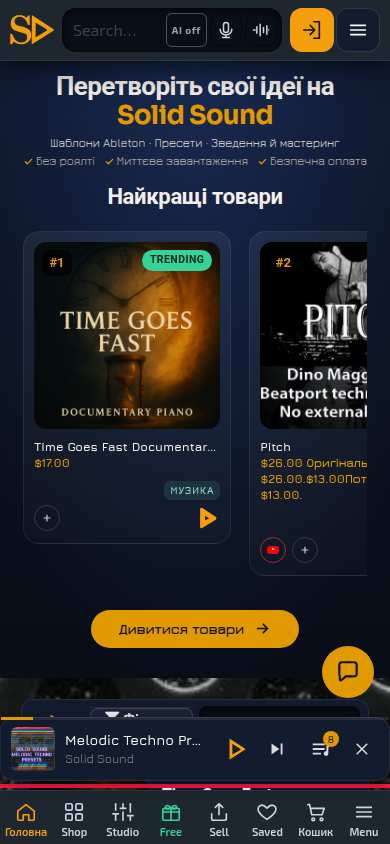 SD
Search...
AI off
Перетворіть свої ідеї на
Solid Sound
Шаблони Ableton · Пресети · Зведення й мастеринг
✓ Без роялті ✓ Миттєве завантаження ✓ Безпечна оплата
Найкращі товари
#1
TRENDING
TIME GOES
FAST
DOCUMENTARY PIANO
Time Goes Fast Documentar...
$17.00
МУЗИКА
#2
Dino Magg
Beatport techn
No external
Pitch
$26.00 Оригіналь
$26.00.$13.00Пот
$13.00.
Дивитися товари →
Melodic Techno Pr...
Solid Sound
8
Головна
Shop
Studio
Free
Sell
Saved
Кошик
Menu